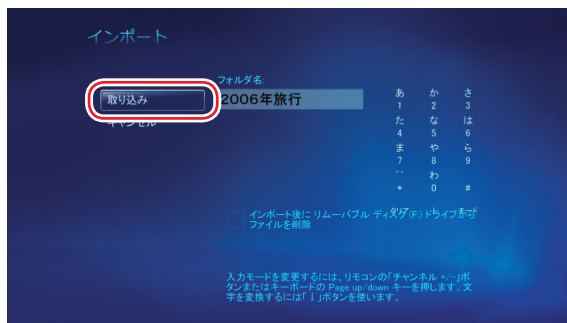 インポート
フォルダ名:
取り込み
2006年旅行
キャンセル
あ か さ
1 2 3
た な は
4 5 6
ま や ら
7 8 9
わ
* 0 #
インポート後に リムーバブル ディスク (F:) ドライブから
ファイルを削除
入力モードを変更するには、リモコンの「チャンネル +/-」ボ
タンまたはキーボードの Page up/down キーを押します。文
字を変換するには「↓」ボタンを使います。